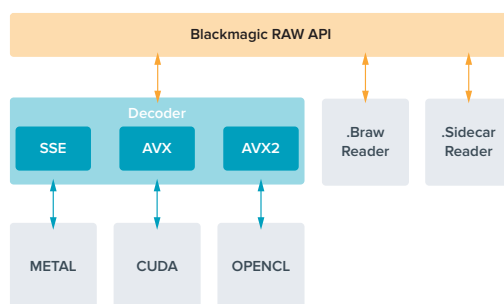 Blackmagic RAW API
Decoder
SSE
AVX
AVX2
.Braw
Reader
.Sidecar
Reader
METAL
CUDA
OPENCL